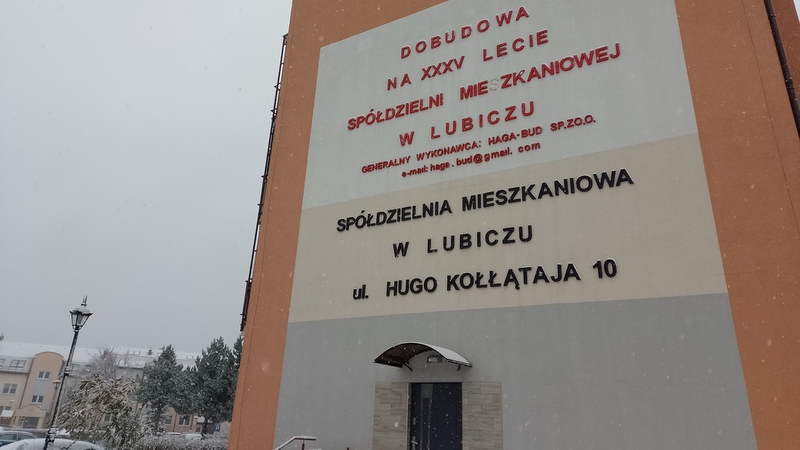 DOBUDOWA
NA XXXV LECIE
SPÓŁDZIELNI MIESZKANIOWEJ
W LUBICZU
GENERALNY WYKONAWCA: HAGA-BUD SP.ZO.O.
e-mail: haga.bud@gmail.com
SPÓŁDZIELNIA MIESZKANIOWA
W LUBICZU
ul. HUGO KOŁŁĄTAJA 10